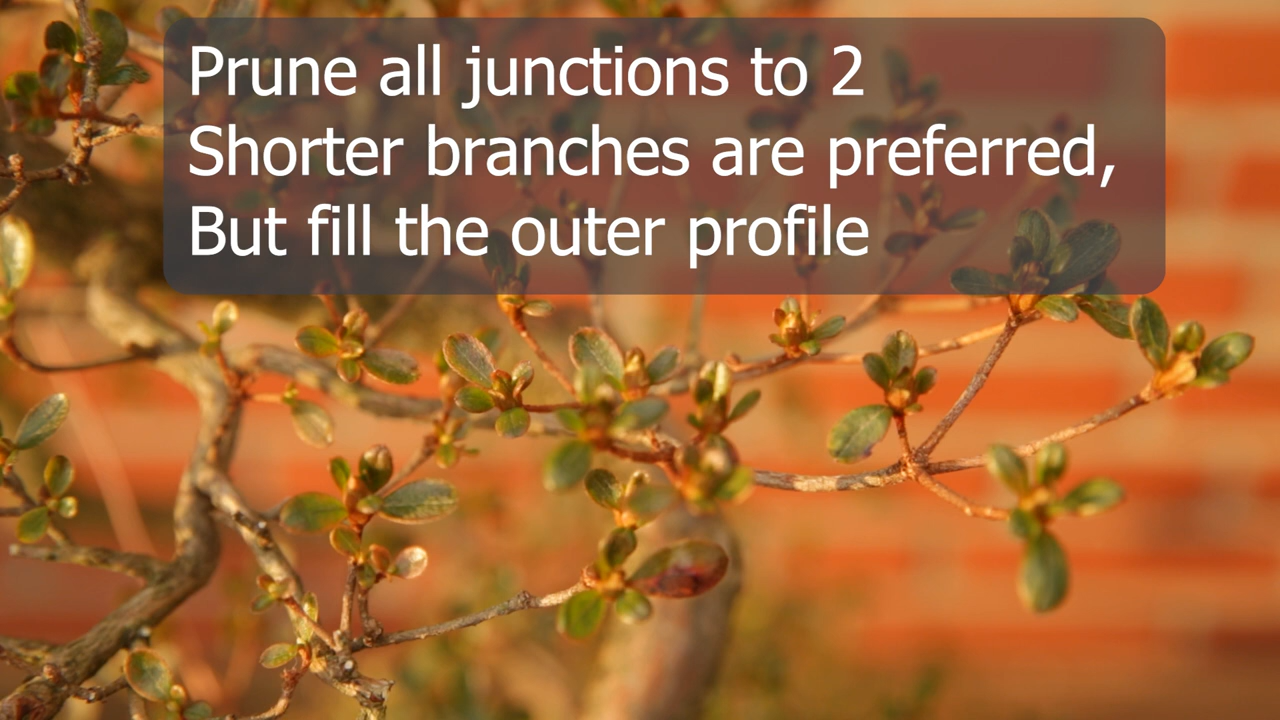 Prune all junctions to 2
Shorter branches are preferred,
But fill the outer profile